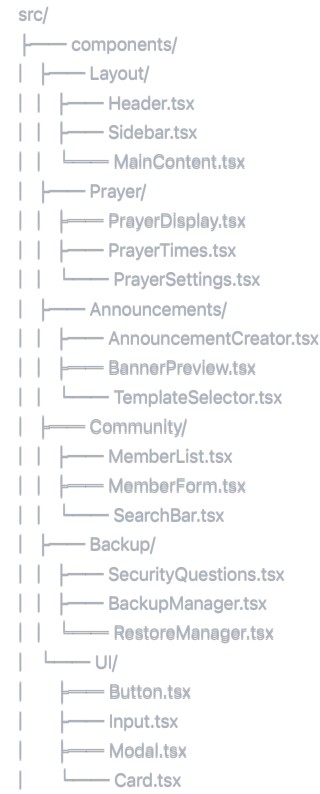 src/
├── components/
│ ├── Layout/
│ │ ├── Header.tsx
│ │ ├── Sidebar.tsx
│ │ └── MainContent.tsx
│ ├── Prayer/
│ │ ├── PrayerDisplay.tsx
│ │ ├── PrayerTimes.tsx
│ │ └── PrayerSettings.tsx
│ ├── Announcements/
│ │ ├── AnnouncementCreator.tsx
│ │ ├── BannerPreview.tsx
│ │ └── TemplateSelector.tsx
│ ├── Community/
│ │ ├── MemberList.tsx
│ │ ├── MemberForm.tsx
│ │ └── SearchBar.tsx
│ ├── Backup/
│ │ ├── SecurityQuestions.tsx
│ │ ├── BackupManager.tsx
│ │ └── RestoreManager.tsx
│ └── UI/
│ ├── Button.tsx
│ ├── Input.tsx
│ ├── Modal.tsx
│ └── Card.tsx